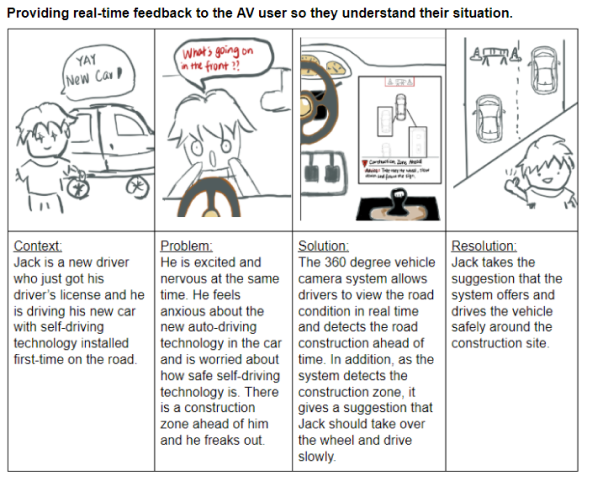 Providing real-time feedback to the AV user so they understand their situation.
YAY
New Car!
What's going on
in the front ?!
Construction Zone Ahead
Context:
Jack is a new driver
who just got his
driver's license and he
is driving his new car
with self-driving
technology installed
first-time on the road.
Problem:
He is excited and
nervous at the same
time. He feels
anxious about the
new auto-driving
technology in the car
and is worried about
how safe self-driving
technology is. There
is a construction
zone ahead of him
and he freaks out.
Solution:
The 360 degree vehicle
camera system allows
drivers to view the road
condition in real time
and detects the road
construction ahead of
time. In addition, as the
system detects the
construction zone, it
gives a suggestion that
Jack should take over
the wheel and drive
slowly.
Resolution:
Jack takes the
suggestion that the
system offers and
drives the vehicle
safely around the
construction site.